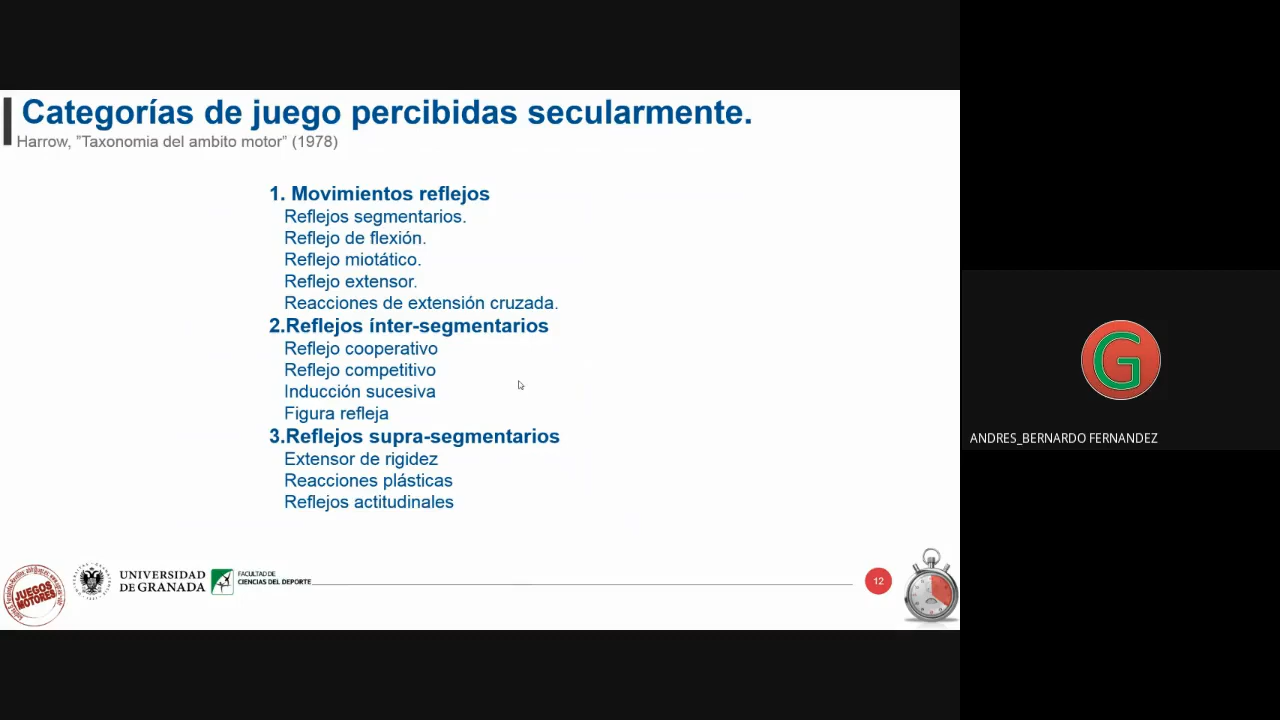 Categorías de juego percibidas secularmente.
Harrow, "Taxonomia del ambito motor" (1978)
1. Movimientos reflejos
Reflejos segmentarios.
Reflejo de flexión.
Reflejo miotático.
Reflejo extensor.
Reacciones de extensión cruzada.
2.Reflejos ínter-segmentarios
Reflejo cooperativo
Reflejo competitivo
Inducción sucesiva
Figura refleja
3.Reflejos supra-segmentarios
Extensor de rigidez
Reacciones plásticas
Reflejos actitudinales
JUEGOS
MOTORES
UNIVERSIDAD
DE GRANADA
FACULTAD DE
CIENCIAS DEL DEPORTE
12
G
ANDRES_BERNARDO FERNANDEZ